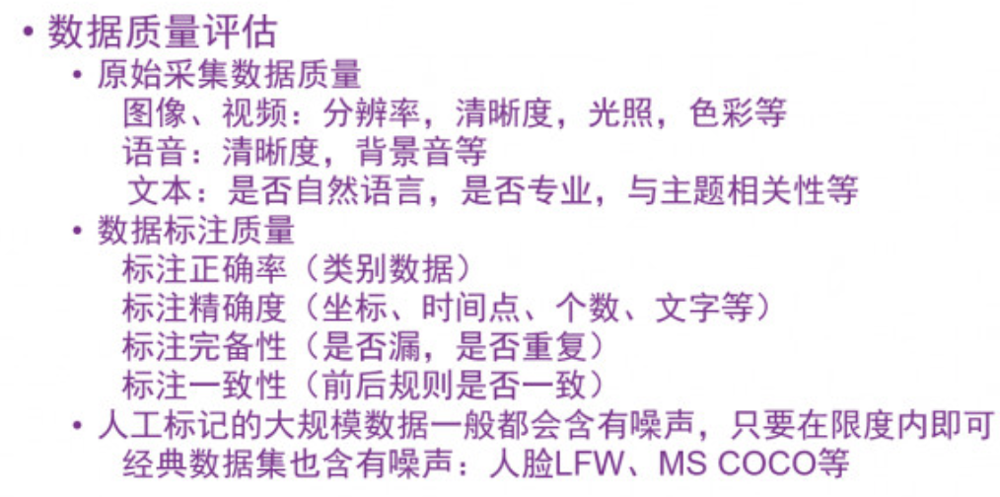 • 数据质量评估
• 原始采集数据质量
图像、视频：分辨率，清晰度，光照，色彩等
语音：清晰度，背景音等
文本：是否自然语言，是否专业，与主题相关性等
• 数据标注质量
标注正确率（类别数据）
标注精确度（坐标、时间点、个数、文字等）
标注完备性（是否漏，是否重复）
标注一致性（前后规则是否一致）
• 人工标记的大规模数据一般都会含有噪声，只要在限度内即可
经典数据集也含有噪声：人脸LFW、MS COCO等